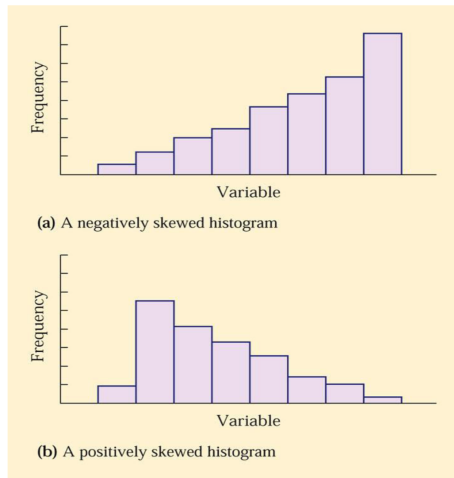 Frequency
Variable
(a) A negatively skewed histogram
Frequency
Variable
(b) A positively skewed histogram